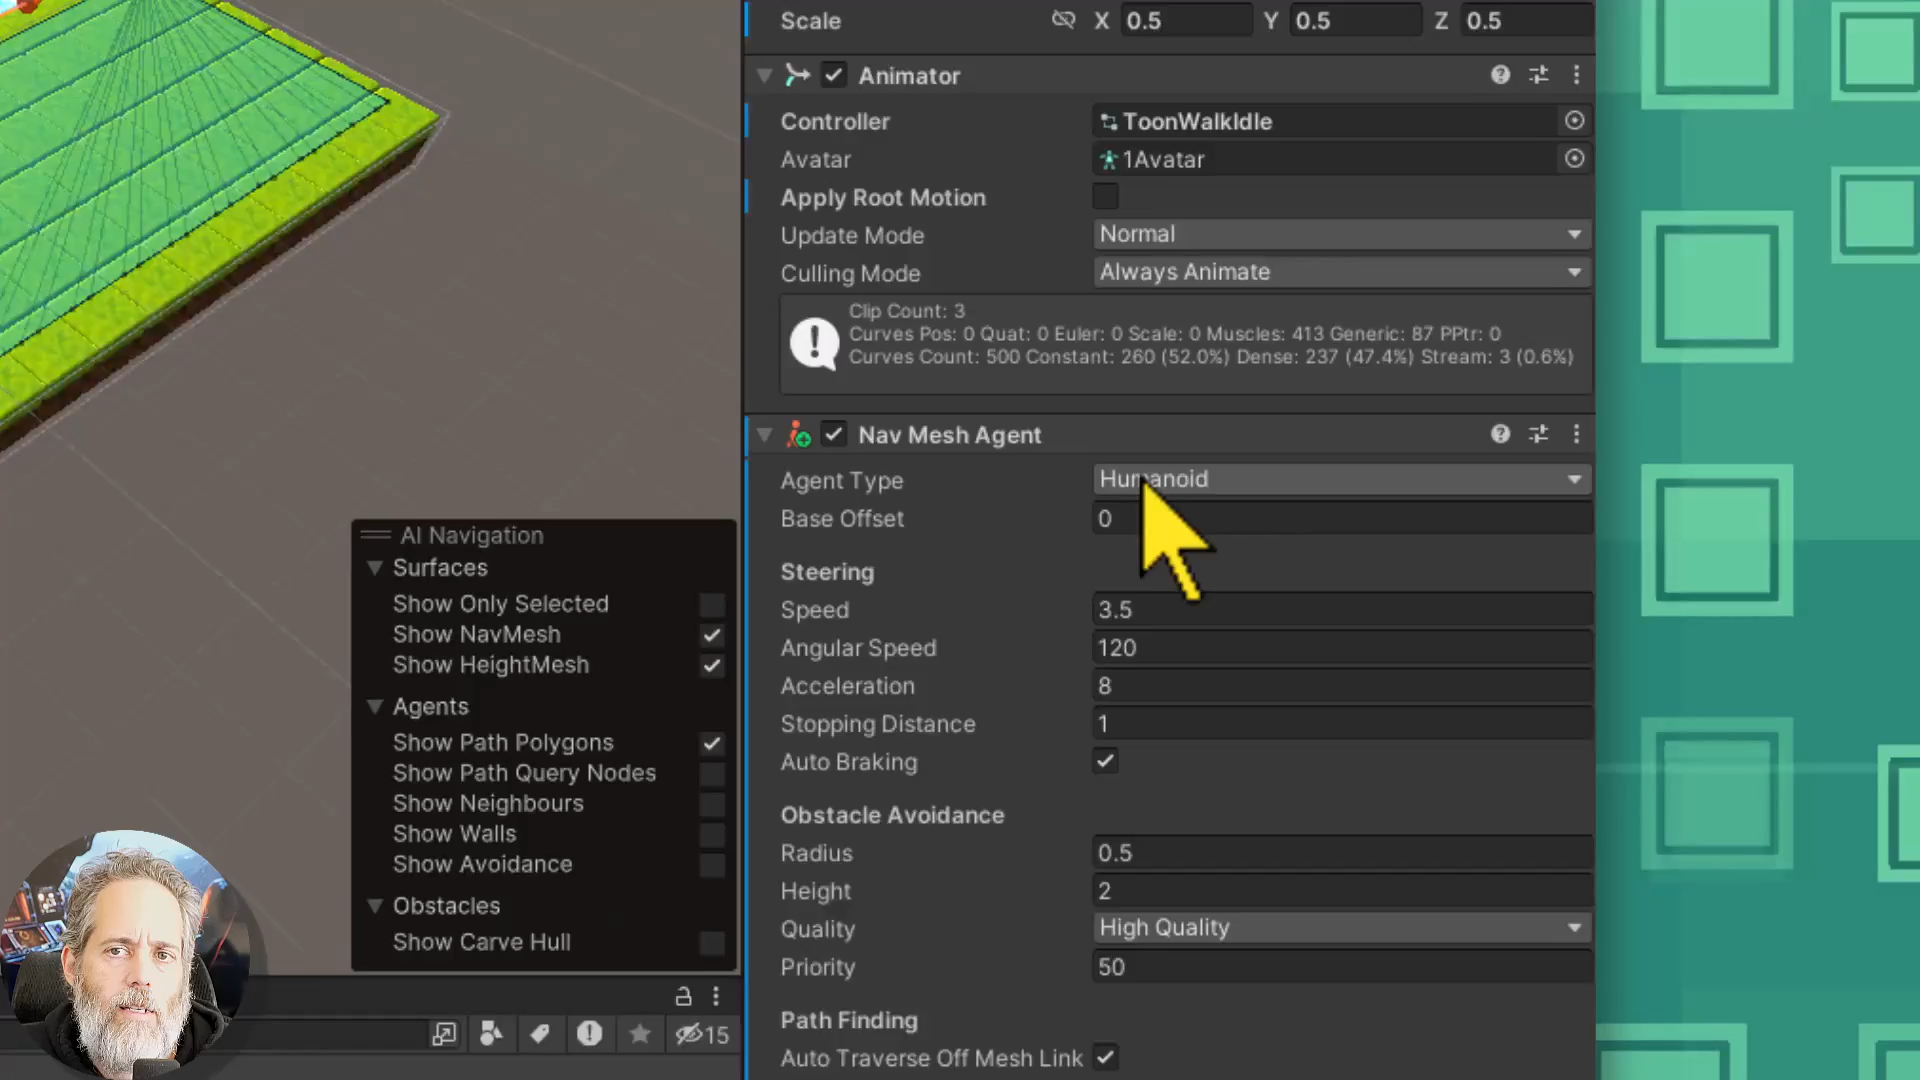 Scale X 0.5 Y 0.5 Z 0.5
Animator
Controller ToonWalkIdle
Avatar 1Avatar
Apply Root Motion
Update Mode Normal
Culling Mode Always Animate
Clip Count: 3
Curves Pos: 0 Quat: 0 Euler: 0 Scale: 0 Muscles: 413 Generic: 87 PPtr: 0
Curves Count: 500 Constant: 260 (52.0%) Dense: 237 (47.4%) Stream: 3 (0.6%)
Nav Mesh Agent
Agent Type Humanoid
Base Offset 0
Steering
Speed 3.5
Angular Speed 120
Acceleration 8
Stopping Distance 1
Auto Braking
Obstacle Avoidance
Radius 0.5
Height 2
Quality High Quality
Priority 50
Path Finding
Auto Traverse Off Mesh Link
AI Navigation
Surfaces
Show Only Selected
Show NavMesh
Show HeightMesh
Agents
Show Path Polygons
Show Path Query Nodes
Show Neighbours
Show Walls
Show Avoidance
Obstacles
Show Carve Hull
15